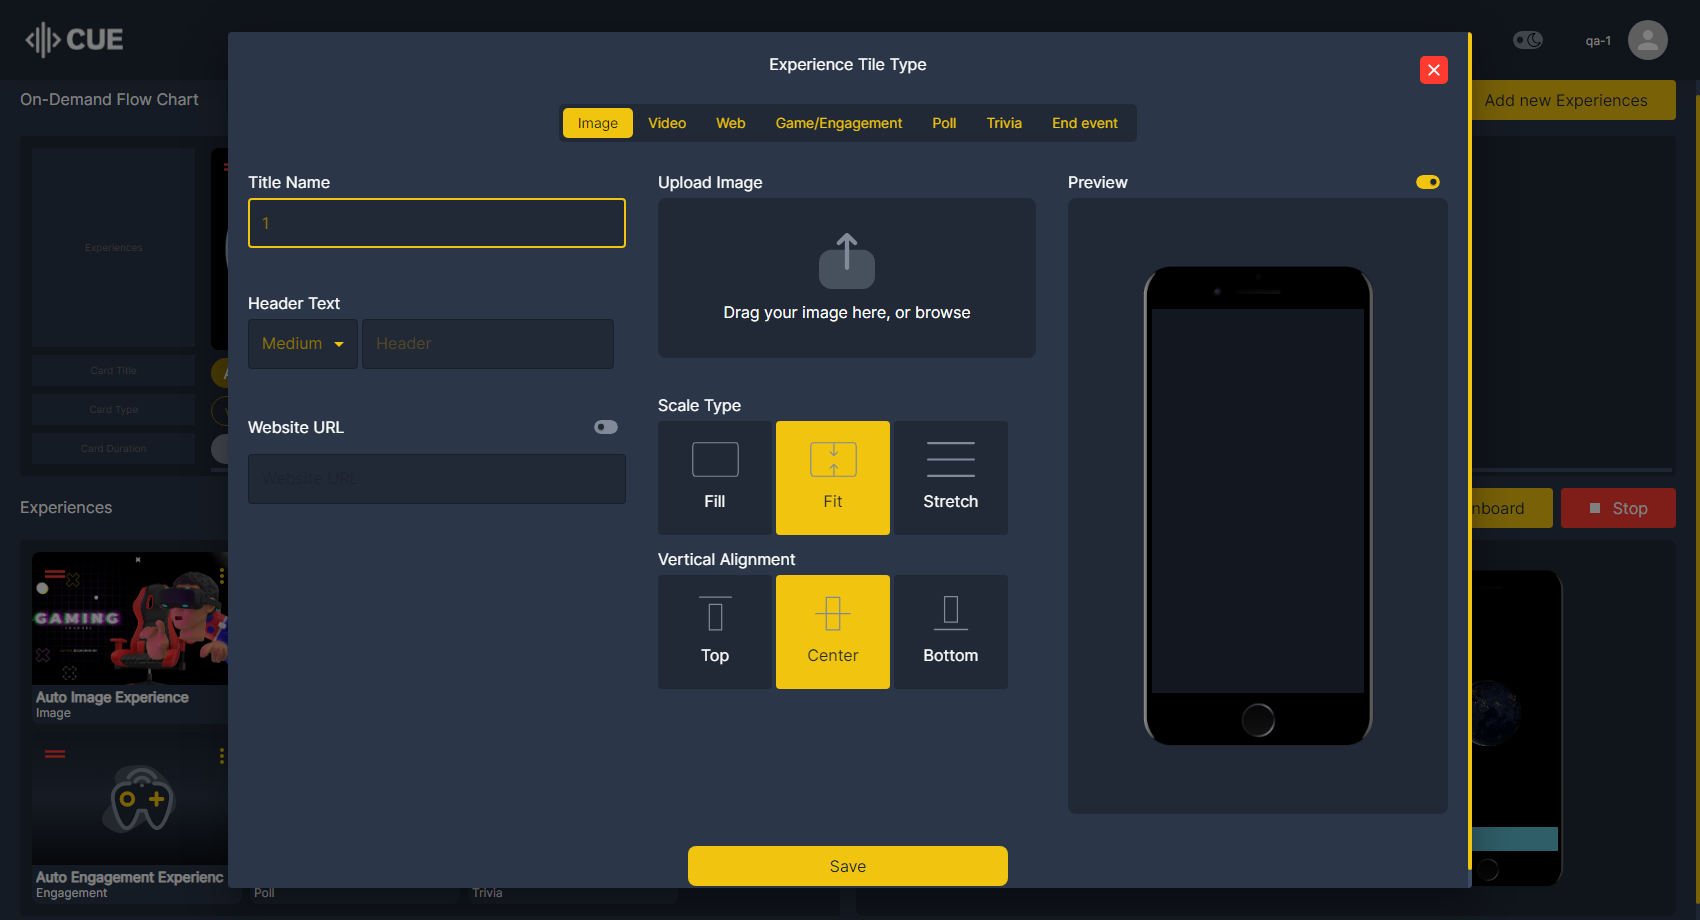 CUE
qa-1
On-Demand Flow Chart
Add new Experiences
Experiences
Card Title
Card Type
Card Duration
Experiences
nboard
Stop
GAMING
Auto Image Experience
Image
Auto Engagement Experienc
Engagement
Poll
Trivia
Experience Tile Type
Image
Video
Web
Game/Engagement
Poll
Trivia
End event
Title Name
1
Header Text
Medium
Header
Website URL
Website URL
Upload Image
Drag your image here, or browse
Scale Type
Fill
Fit
Stretch
Vertical Alignment
Top
Center
Bottom
Preview
Save